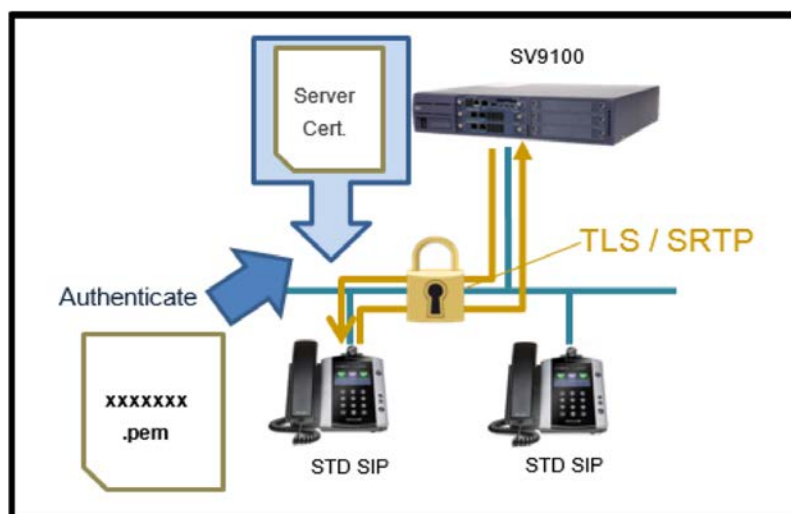 SV9100
Server
Cert.
TLS / SRTP
Authenticate
xxxxxxx
.pem
STD SIP
STD SIP